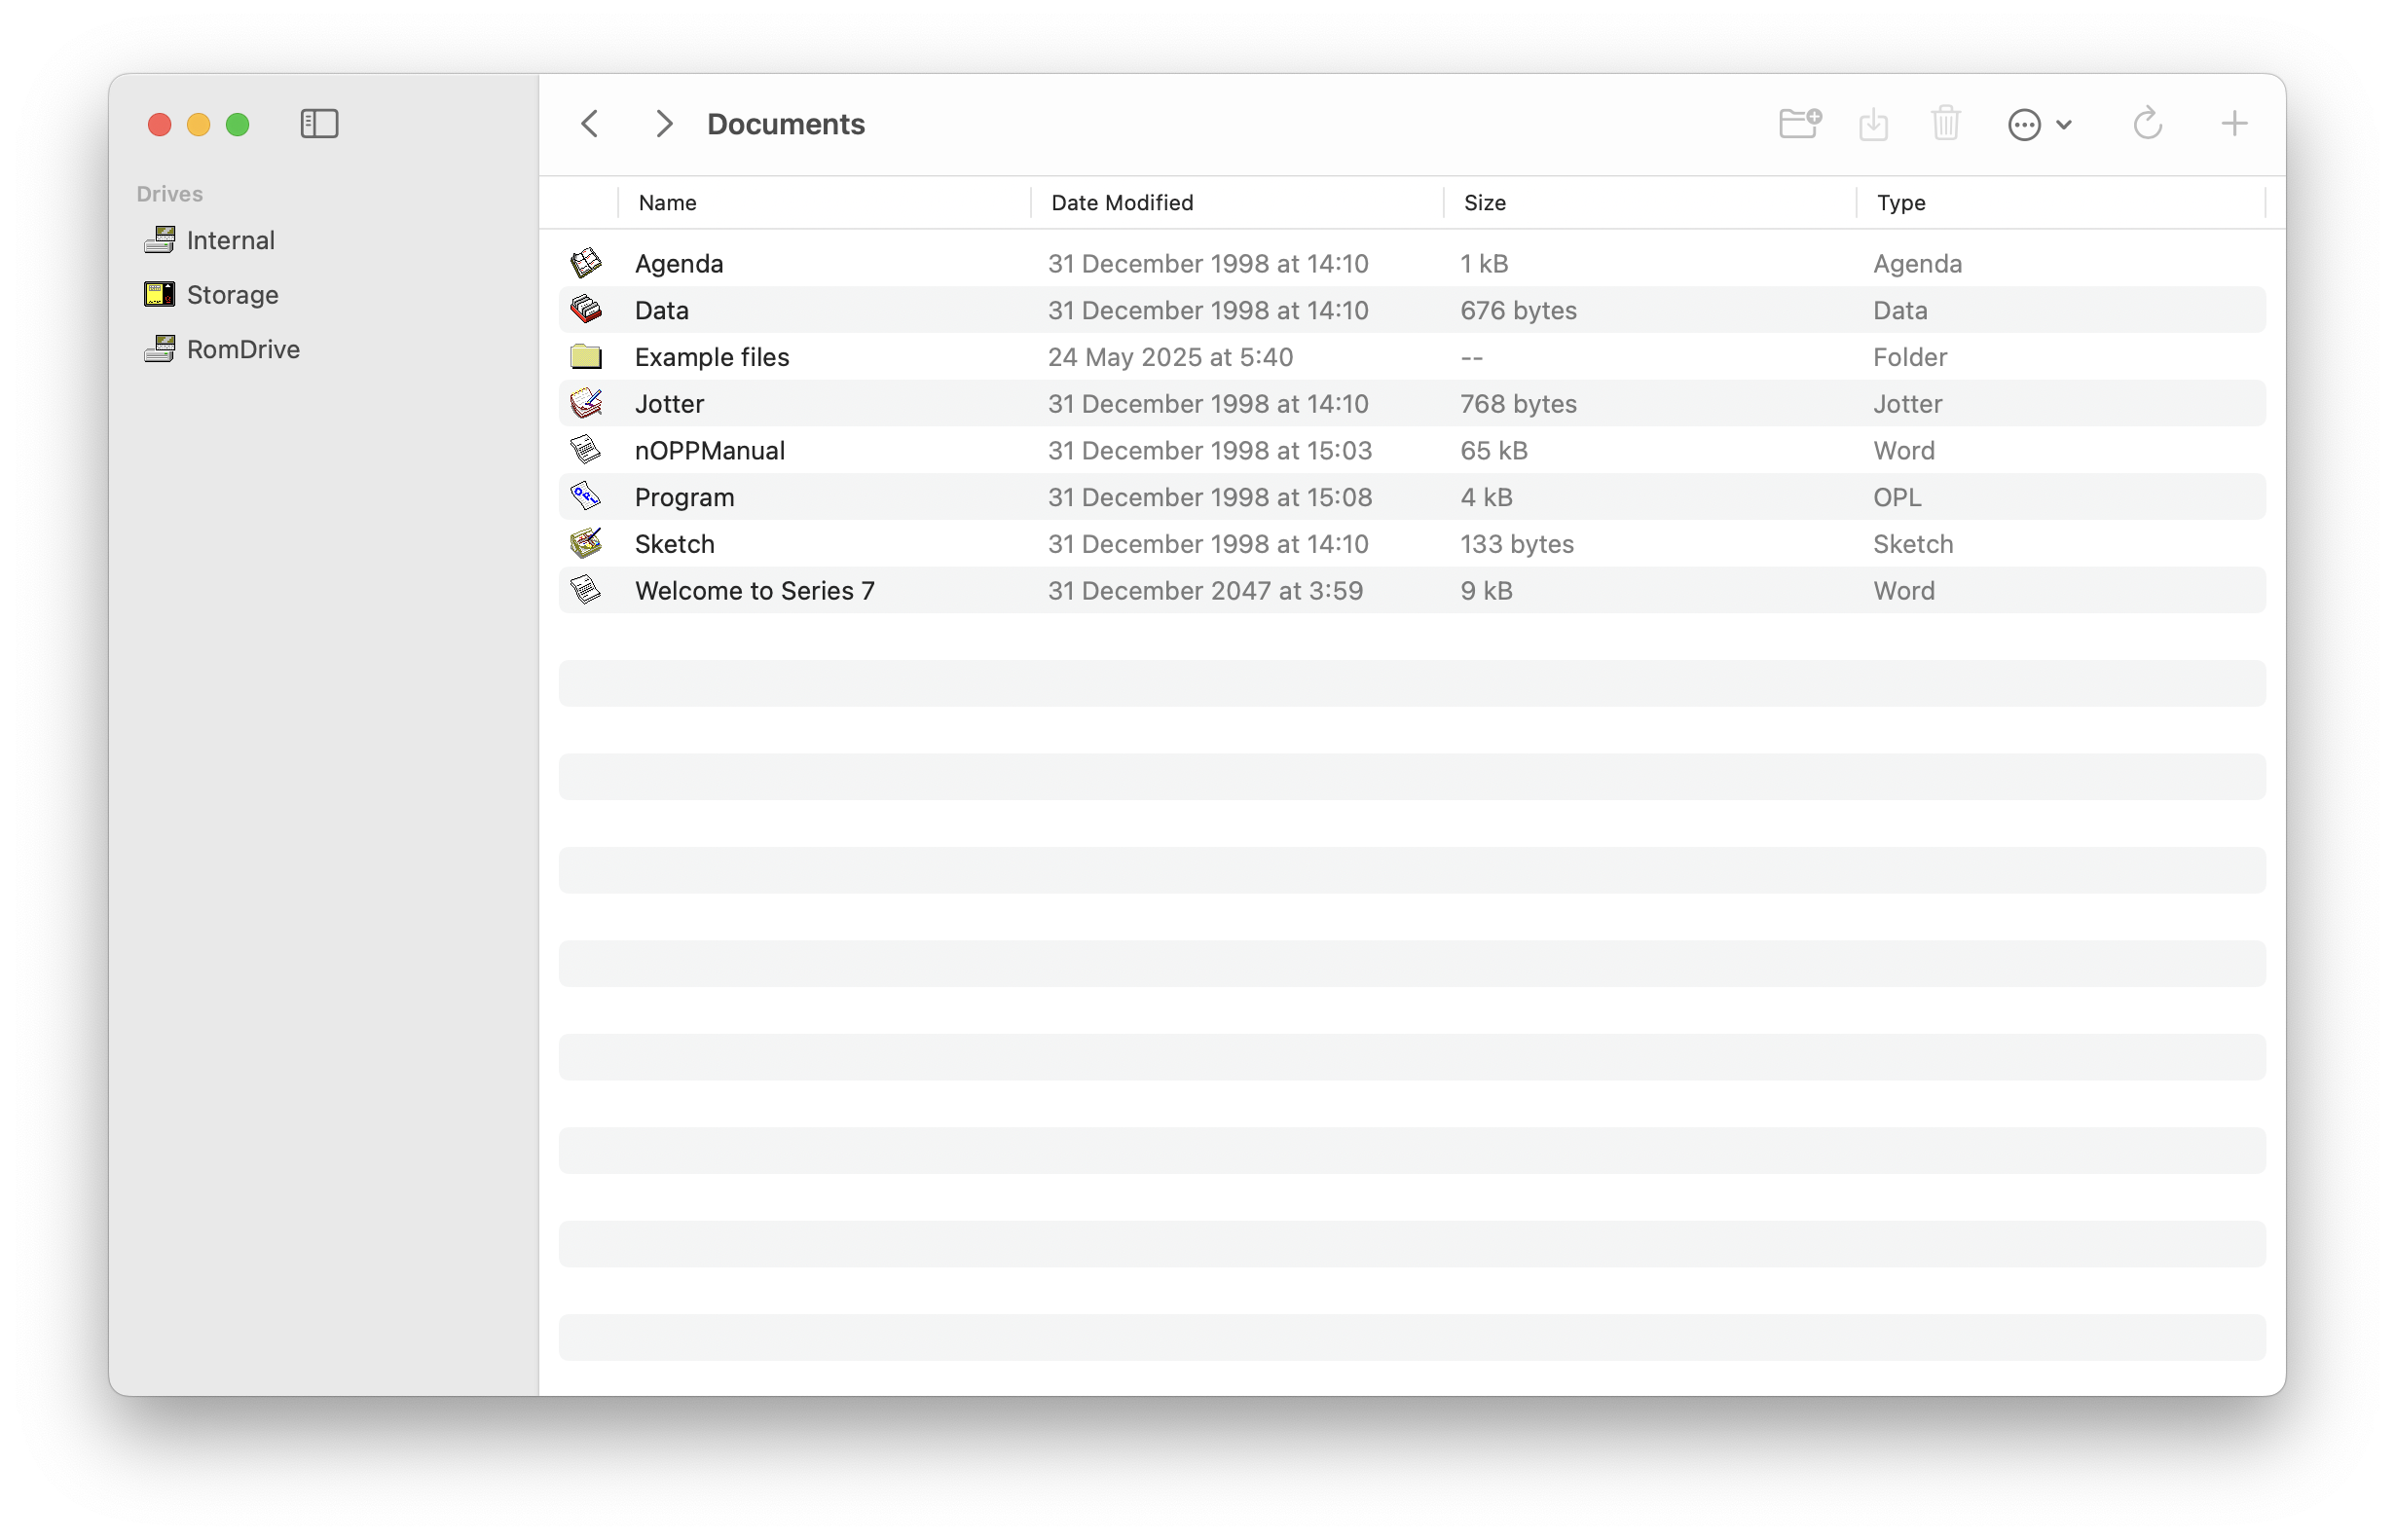 Documents
Drives
Internal
Storage
RomDrive
Name Date Modified Size Type
Agenda 31 December 1998 at 14:10 1 kB Agenda
Data 31 December 1998 at 14:10 676 bytes Data
Example files 24 May 2025 at 5:40 -- Folder
Jotter 31 December 1998 at 14:10 768 bytes Jotter
nOPPManual 31 December 1998 at 15:03 65 kB Word
Program 31 December 1998 at 15:08 4 kB OPL
Sketch 31 December 1998 at 14:10 133 bytes Sketch
Welcome to Series 7 31 December 2047 at 3:59 9 kB Word